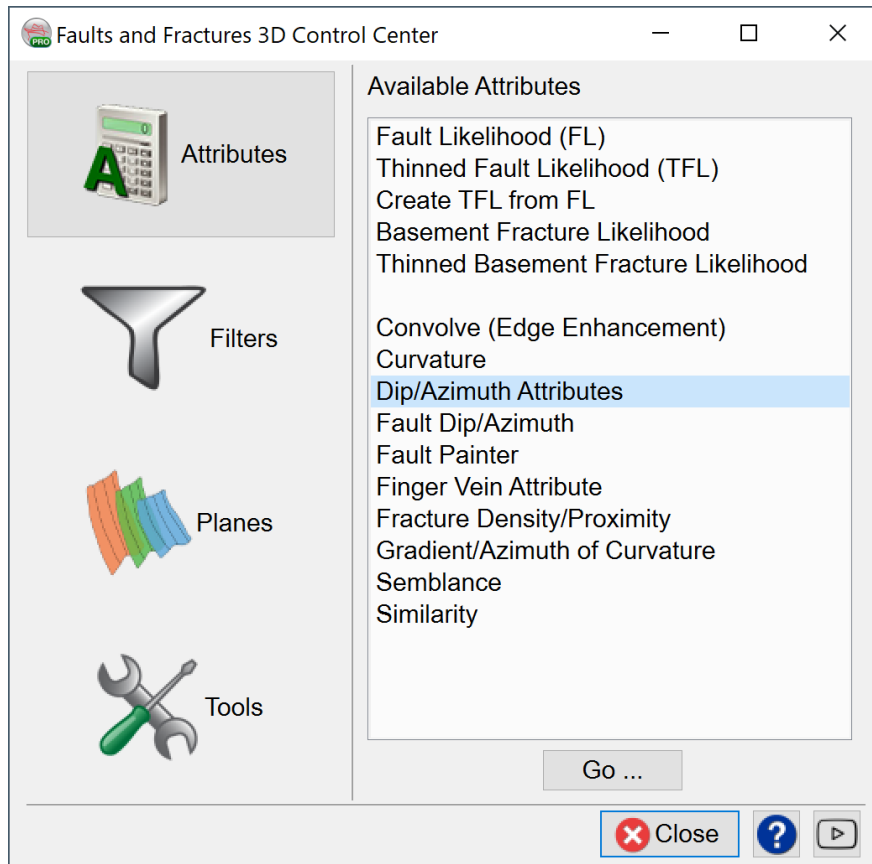 PRO
Faults and Fractures 3D Control Center
Attributes
A
0
Filters
Planes
Tools
Available Attributes
Fault Likelihood (FL)
Thinned Fault Likelihood (TFL)
Create TFL from FL
Basement Fracture Likelihood
Thinned Basement Fracture Likelihood
Convolve (Edge Enhancement)
Curvature
Dip/Azimuth Attributes
Fault Dip/Azimuth
Fault Painter
Finger Vein Attribute
Fracture Density/Proximity
Gradient/Azimuth of Curvature
Semblance
Similarity
Go ...
Close
?